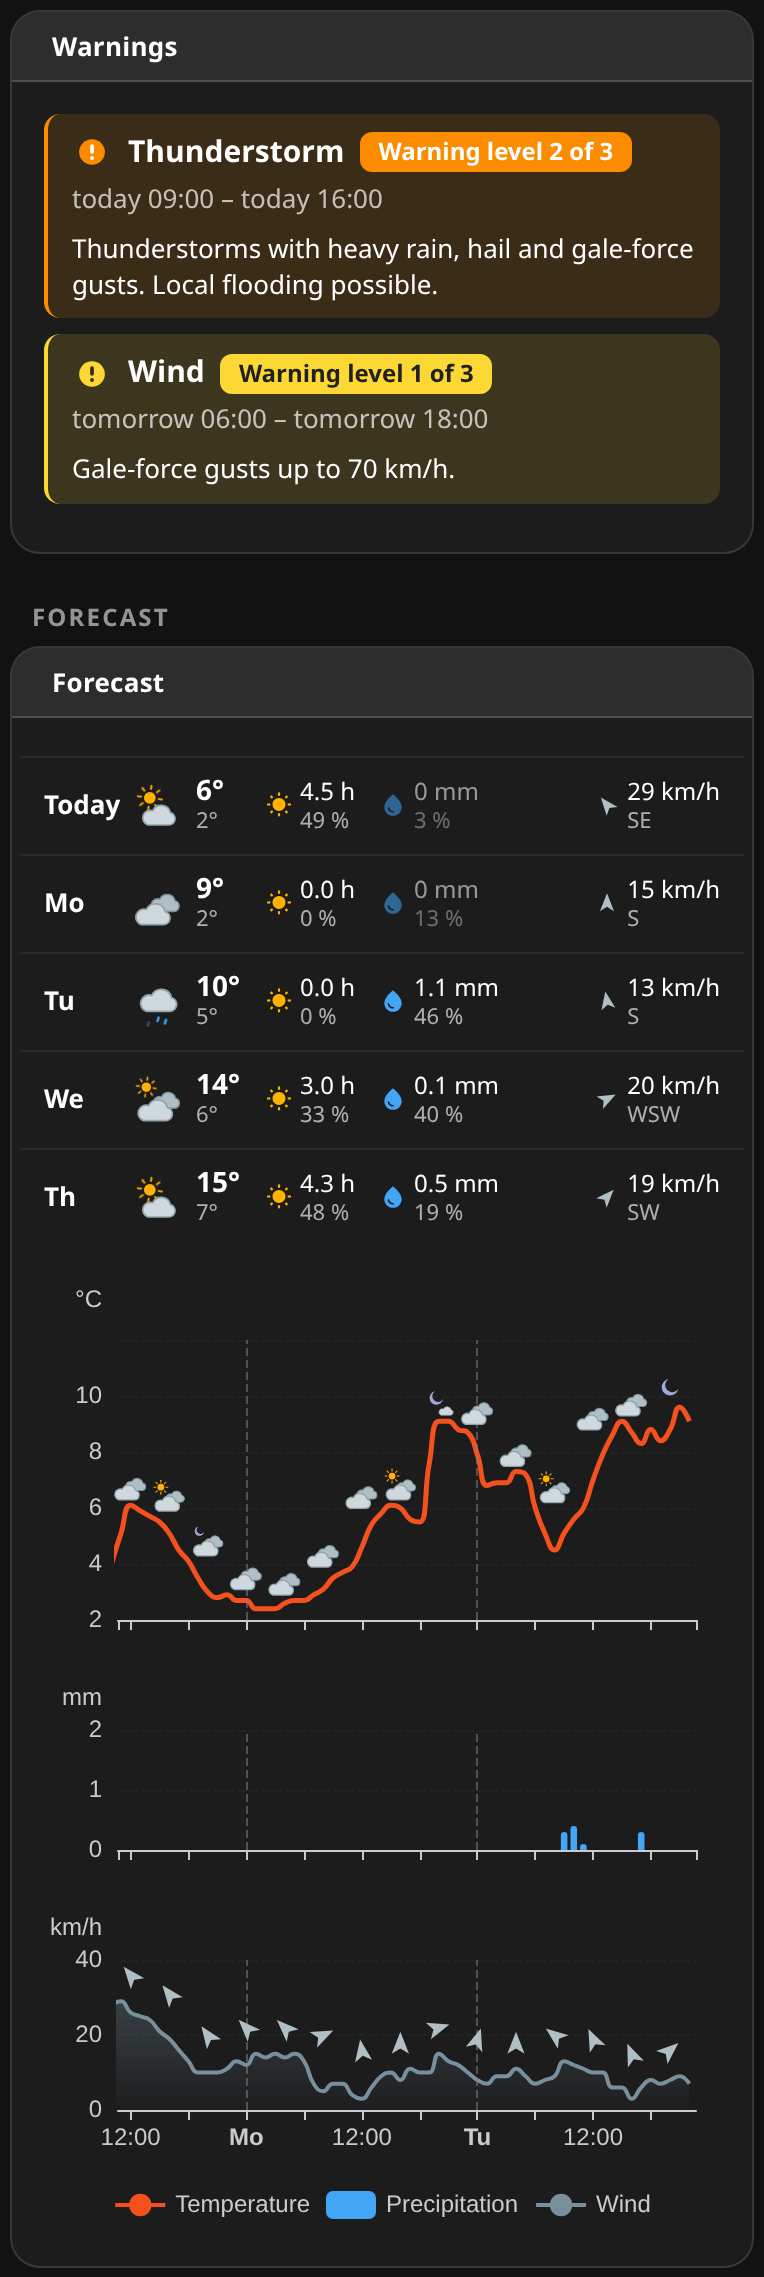 Warnings
Thunderstorm Warning level 2 of 3
today 09:00 – today 16:00
Thunderstorms with heavy rain, hail and gale-force
gusts. Local flooding possible.
Wind Warning level 1 of 3
tomorrow 06:00 – tomorrow 18:00
Gale-force gusts up to 70 km/h.
FORECAST
Forecast
Today 6° 4.5 h 0 mm 29 km/h
2° 49 % 3 % SE
Mo 9° 0.0 h 0 mm 15 km/h
2° 0 % 13 % S
Tu 10° 0.0 h 1.1 mm 13 km/h
5° 0 % 46 % S
We 14° 3.0 h 0.1 mm 20 km/h
6° 33 % 40 % WSW
Th 15° 4.3 h 0.5 mm 19 km/h
7° 48 % 19 % SW
°C
10
8
6
4
2
mm
2
1
0
km/h
40
20
0
12:00 Mo 12:00 Tu 12:00
Temperature Precipitation Wind